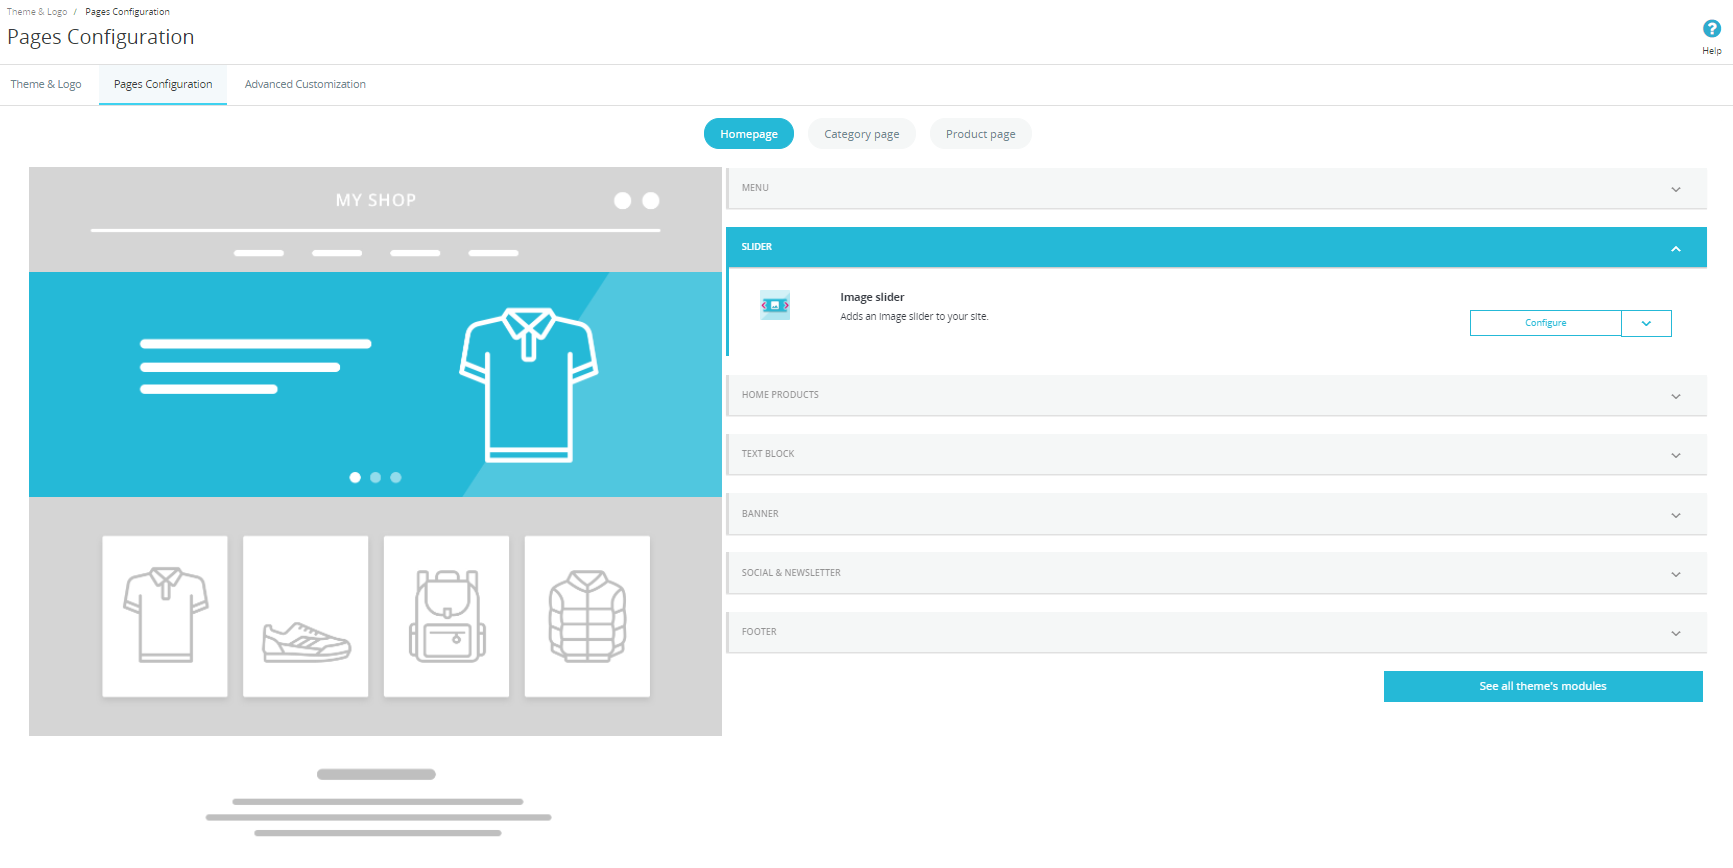 Theme & Logo / Pages Configuration
Pages Configuration
?
Help
Theme & Logo Pages Configuration Advanced Customization
Homepage Category page Product page
MY SHOP
MENU
SLIDER
Image slider
Adds an image slider to your site.
Configure
HOME PRODUCTS
TEXT BLOCK
BANNER
SOCIAL & NEWSLETTER
FOOTER
See all theme's modules